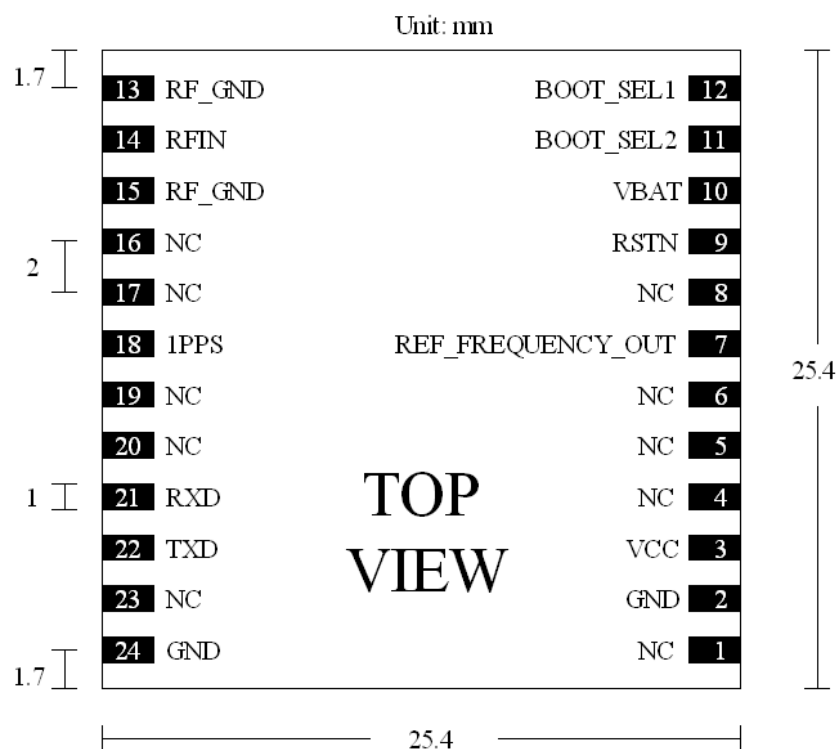 Unit: mm
1.7
13 RF_GND BOOT_SEL1 12
14 RFIN BOOT_SEL2 11
15 RF_GND VBAT 10
16 NC RSTN 9
2
17 NC NC 8
18 1PPS REF_FREQUENCY_OUT 7
25.4
19 NC NC 6
20 NC NC 5
1
21 RXD NC 4
22 TXD VCC 3
23 NC GND 2
24 GND NC 1
TOP
VIEW
1.7
25.4